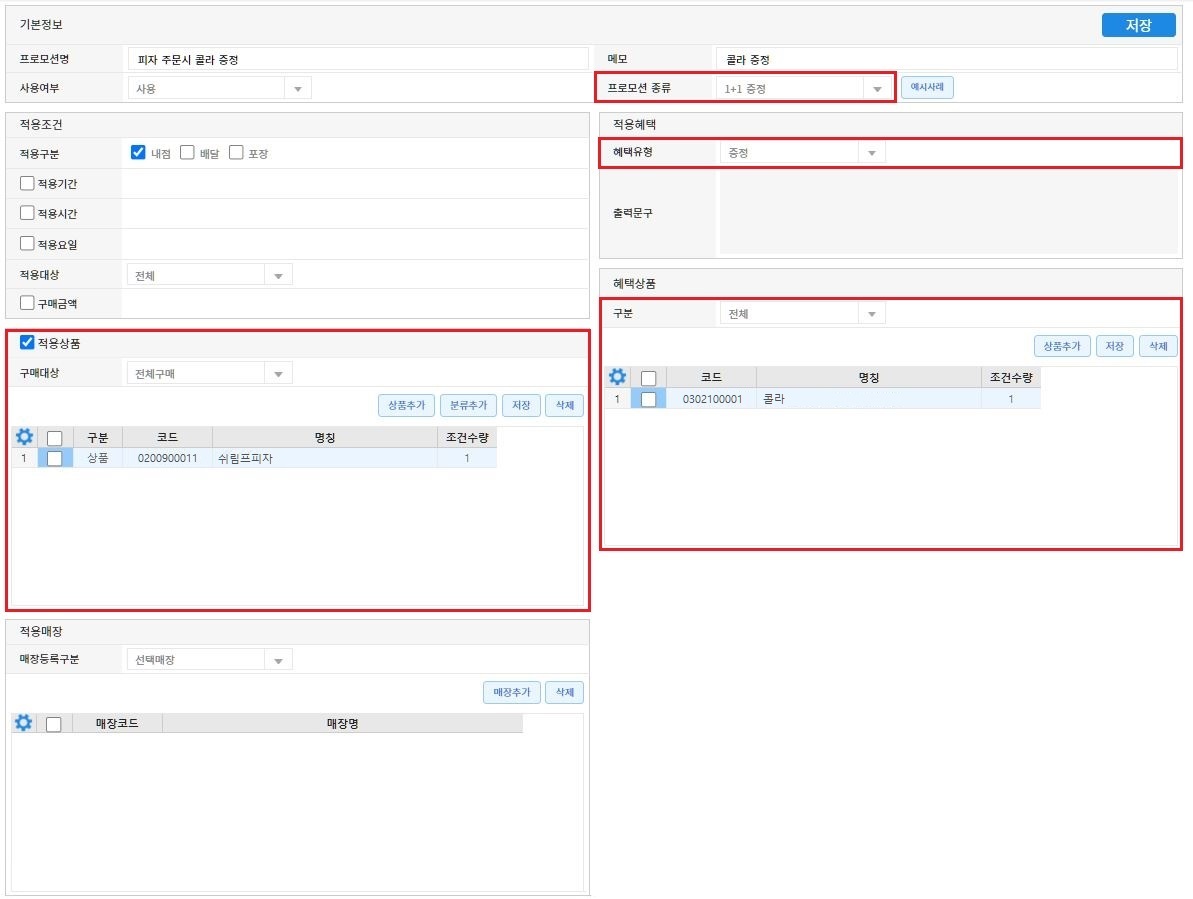 기본정보
저장
프로모션명 피자 주문시 콜라 증정
메모 콜라 증정
사용여부 사용
프로모션 종류 1+1 증정 예시사례
적용조건
적용구분 내점 배달 포장
적용기간
적용시간
적용요일
적용대상 전체
구매금액
적용혜택
혜택유형 증정
출력문구
적용상품
구매대상 전체구매
상품추가 분류추가 저장 삭제
구분 코드 명칭 조건수량
1 상품 0200900011 쉬림프피자 1
혜택상품
구분 전체
상품추가 저장 삭제
코드 명칭 조건수량
1 0302100001 콜라 1
적용매장
매장등록구분 선택매장
매장추가 삭제
매장코드 매장명